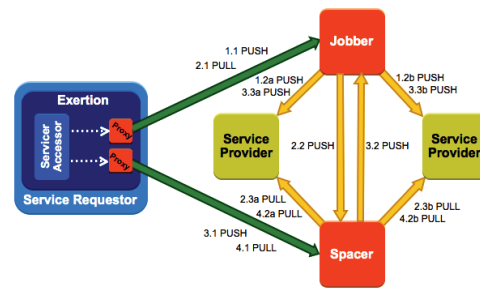 Jobber
1.1 PUSH
2.1 PULL
1.2a PUSH
3.3a PUSH
1.2b PUSH
3.3b PUSH
Exertion
Servicer
Accessor
Proxy
Proxy
Service Requestor
Service
Provider
2.2 PUSH
3.2 PUSH
Service
Provider
2.3a PULL
4.2a PULL
2.3b PULL
4.2b PULL
3.1 PUSH
4.1 PULL
Spacer